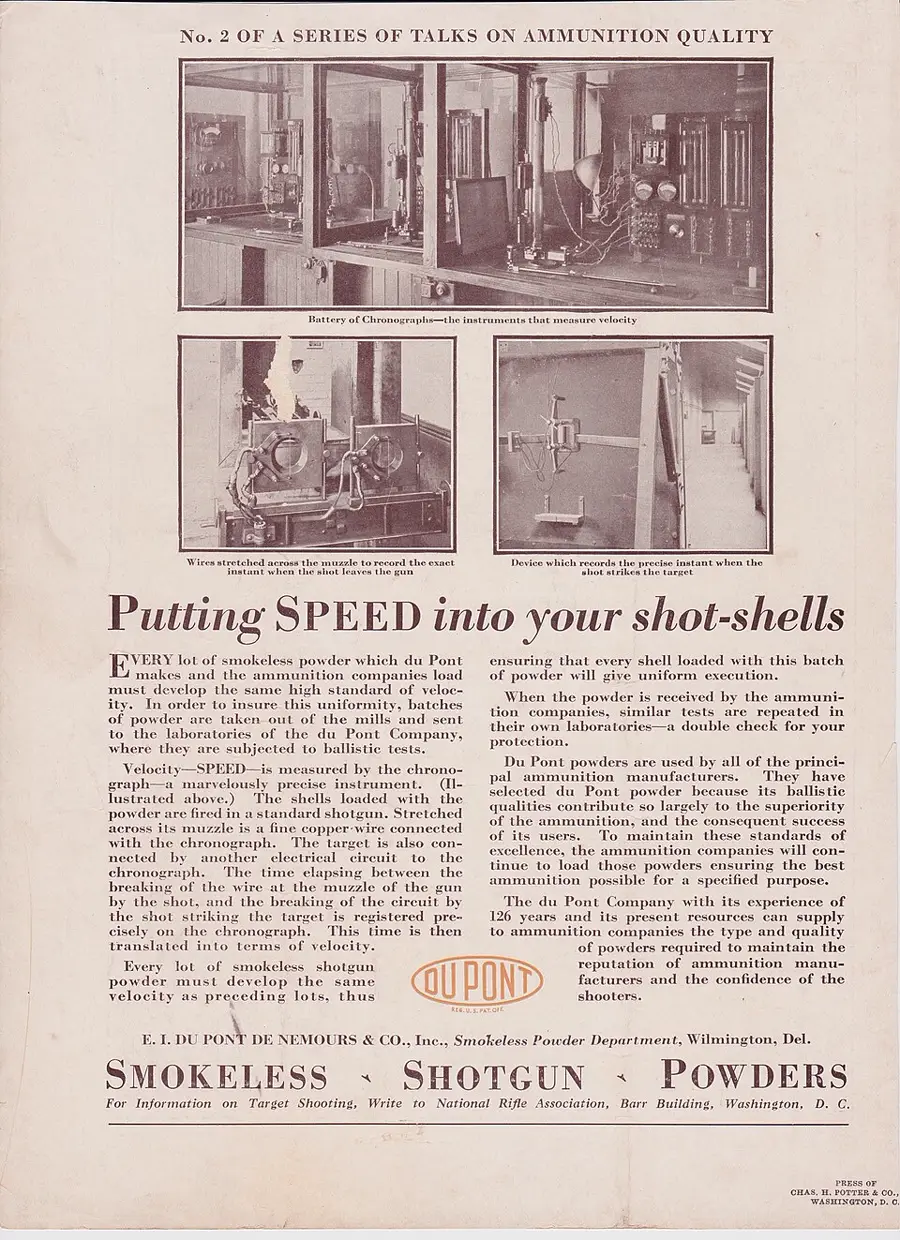 No. 2 OF A SERIES OF TALKS ON AMMUNITION QUALITY
Battery of Chronographs—the instruments that measure velocity
Wires stretched across the muzzle to record the exact
instant when the shot leaves the gun
Device which records the precise instant when the
shot strikes the target
Putting SPEED into your shot-shells
EVERY lot of smokeless powder which du Pont
makes and the ammunition companies load
must develop the same high standard of veloc-
ity. In order to insure this uniformity, batches
of powder are taken out of the mills and sent
to the laboratories of the du Pont Company,
where they are subjected to ballistic tests.
Velocity—SPEED—is measured by the chrono-
graph—a marvelously precise instrument. (Il-
lustrated above.) The shells loaded with the
powder are fired in a standard shotgun. Stretched
across its muzzle is a fine copper-wire connected
with the chronograph. The target is also con-
nected by another electrical circuit to the
chronograph. The time elapsing between the
breaking of the wire at the muzzle of the gun
by the shot, and the breaking of the circuit by
the shot striking the target is registered pre-
cisely on the chronograph. This time is then
translated into terms of velocity.
Every lot of smokeless shotgun
powder must develop the same
velocity as preceding lots, thus
ensuring that every shell loaded with this batch
of powder will give uniform execution.
When the powder is received by the ammuni-
tion companies, similar tests are repeated in
their own laboratories—a double check for your
protection.
Du Pont powders are used by all of the princi-
pal ammunition manufacturers. They have
selected du Pont powder because its ballistic
qualities contribute so largely to the superiority
of the ammunition, and the consequent success
of its users. To maintain these standards of
excellence, the ammunition companies will con-
tinue to load those powders ensuring the best
ammunition possible for a specified purpose.
The du Pont Company with its experience of
126 years and its present resources can supply
to ammunition companies the type and quality
of powders required to maintain the
reputation of ammunition manu-
facturers and the confidence of the
shooters.
DU PONT
REG. U.S. PAT. OFF.
E. I. DU PONT DE NEMOURS & CO., Inc., Smokeless Powder Department, Wilmington, Del.
SMOKELESS SHOTGUN POWDERS
For Information on Target Shooting, Write to National Rifle Association, Barr Building, Washington, D. C.
PRESS OF
CHAS. H. POTTER & CO.,
WASHINGTON, D. C.